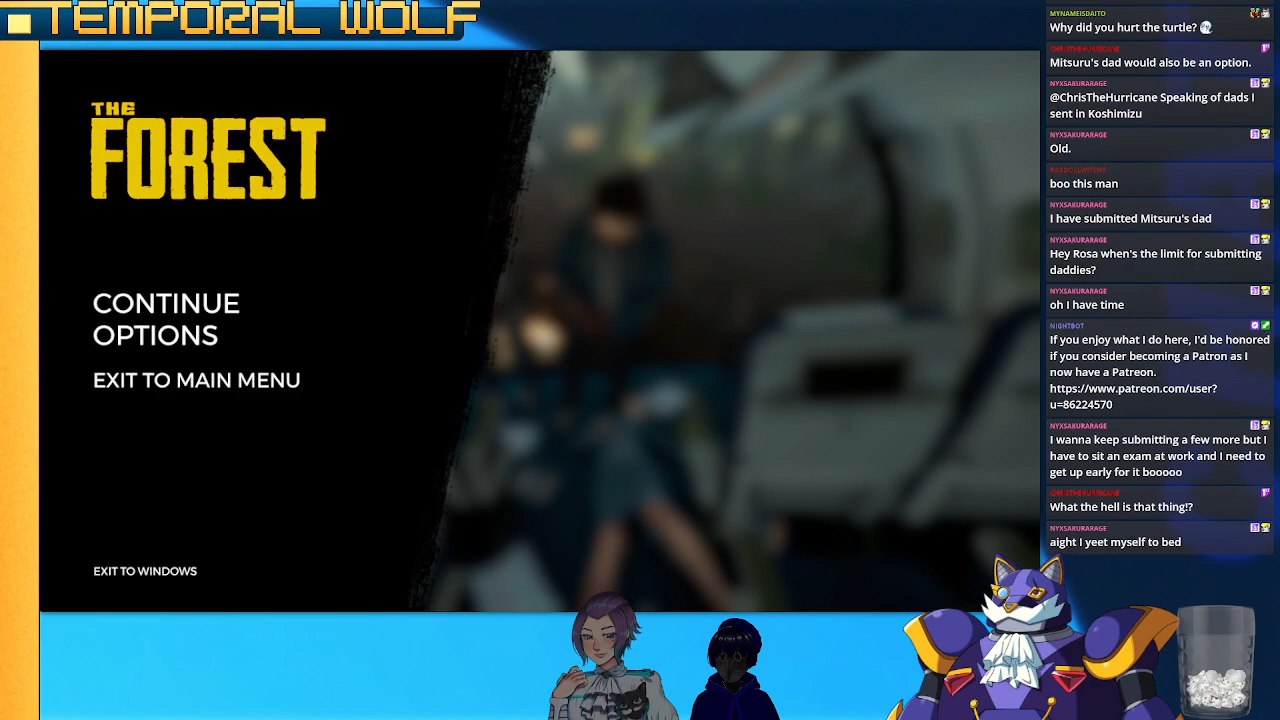 TEMPORAL WOLF
THE
FOREST
CONTINUE
OPTIONS
EXIT TO MAIN MENU
EXIT TO WINDOWS
MYNAMEISDAITO
Why did you hurt the turtle?
CHRISTHEHURRICANE
Mitsuru's dad would also be an option.
NYXSAKURARAGE
@ChrisTheHurricane Speaking of dads I
sent in Koshimizu
NYXSAKURARAGE
Old.
boo this man
NYXSAKURARAGE
I have submitted Mitsuru's dad
NYXSAKURARAGE
Hey Rosa when's the limit for submitting
daddies?
NYXSAKURARAGE
oh I have time
NIGHTBOT
If you enjoy what I do here, I'd be honored
if you consider becoming a Patron as I
now have a Patreon.
https://www.patreon.com/user?
u=86224570
NYXSAKURARAGE
I wanna keep submitting a few more but I
have to sit an exam at work and I need to
get up early for it booooo
CHRISTHEHURRICANE
What the hell is that thing!?
NYXSAKURARAGE
aight I yeet myself to bed